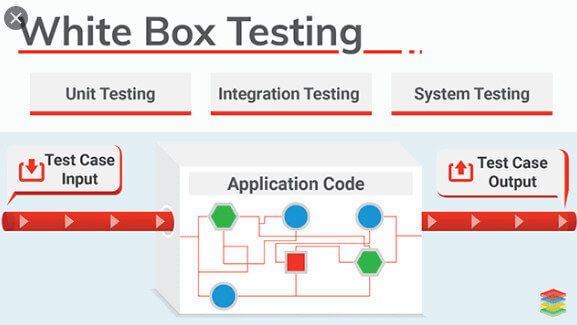 White Box Testing
Unit Testing
Integration Testing
System Testing
Test Case
Input
Application Code
Test Case
Output